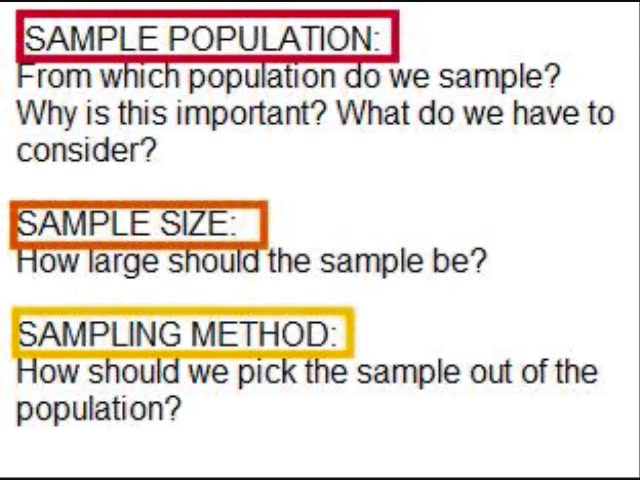 SAMPLE POPULATION:
From which population do we sample?
Why is this important? What do we have to
consider?
SAMPLE SIZE:
How large should the sample be?
SAMPLING METHOD:
How should we pick the sample out of the
population?